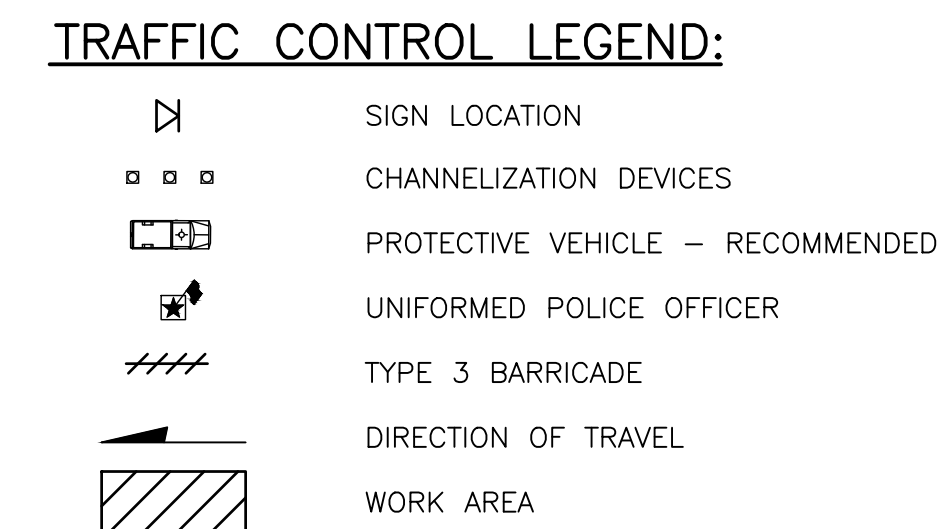 TRAFFIC CONTROL LEGEND:
SIGN LOCATION
CHANNELIZATION DEVICES
PROTECTIVE VEHICLE – RECOMMENDED
UNIFORMED POLICE OFFICER
TYPE 3 BARRICADE
DIRECTION OF TRAVEL
WORK AREA